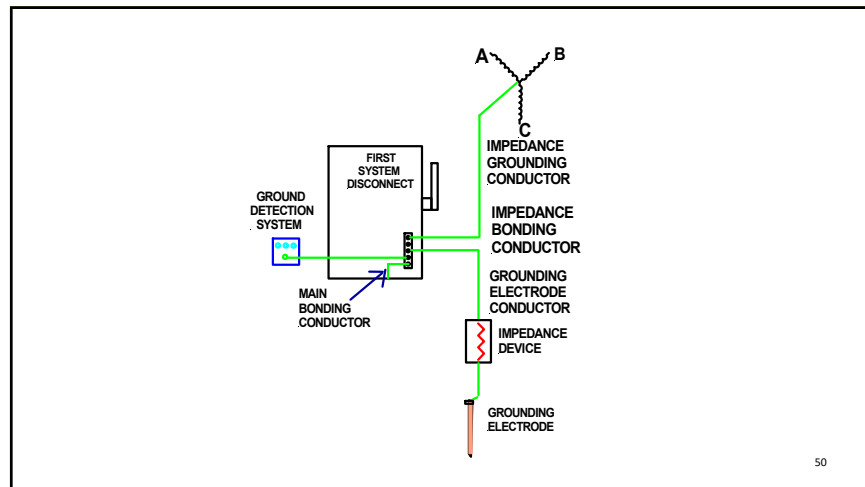 A
B
C
IMPEDANCE
GROUNDING
CONDUCTOR
FIRST
SYSTEM
DISCONNECT
GROUND
DETECTION
SYSTEM
IMPEDANCE
BONDING
CONDUCTOR
GROUNDING
ELECTRODE
CONDUCTOR
MAIN
BONDING
CONDUCTOR
IMPEDANCE
DEVICE
GROUNDING
ELECTRODE
50